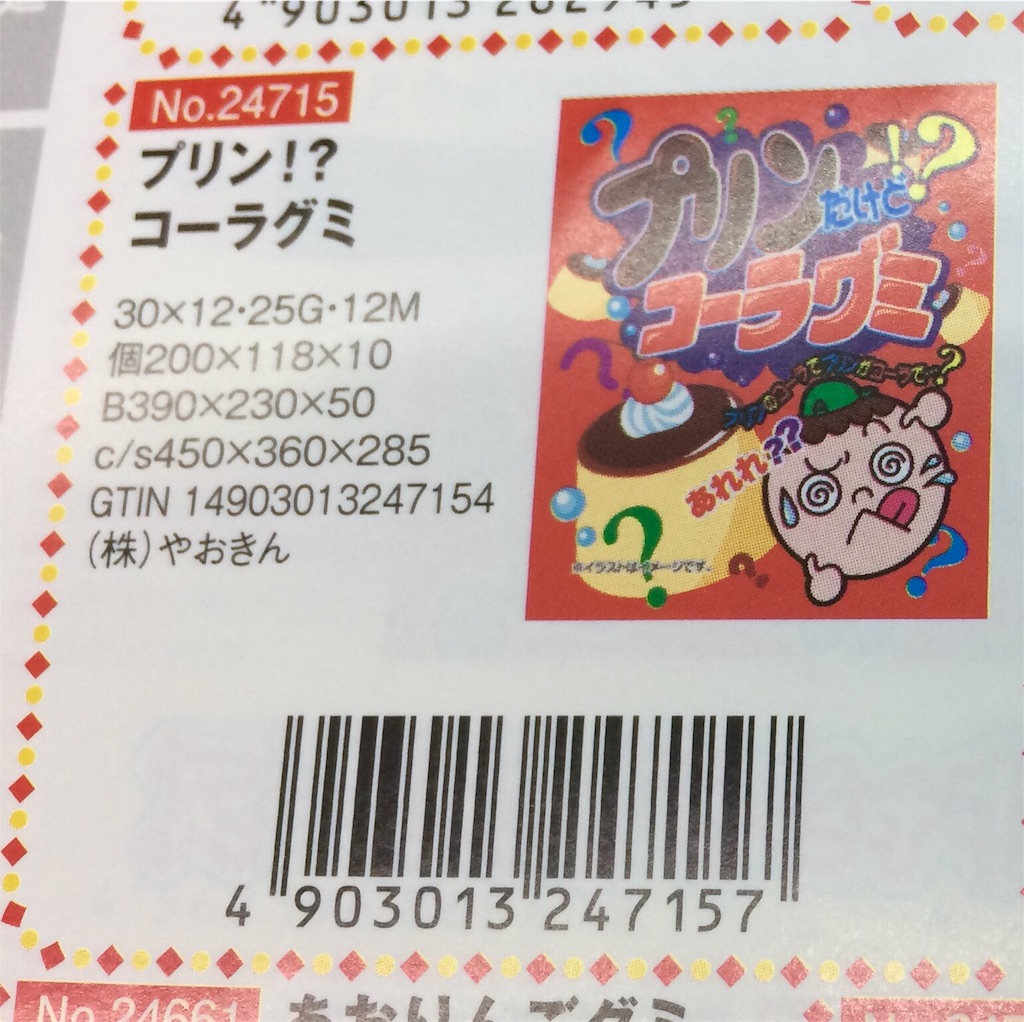 No.24715
プリン!?
コーラグミ
30×12・25G・12M
個200×118×10
B390×230×50
c/s450×360×285
GTIN 14903013247154
(株)やおきん
プリン!?
だけど
コーラグミ
あれれ??
※イラストはイメージです。
4 903013 247157
No.24661